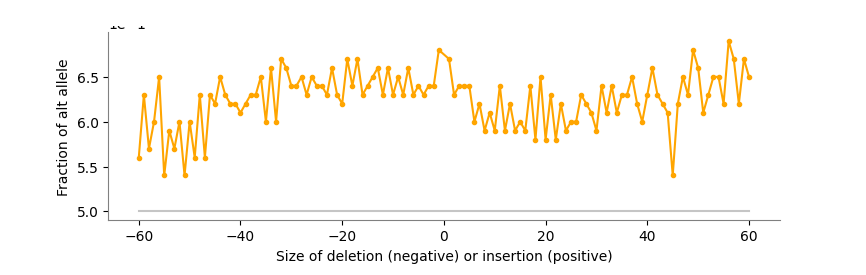 6.5
6.0
5.5
5.0
Fraction of alt allele
−60 −40 −20 0 20 40 60
Size of deletion (negative) or insertion (positive)